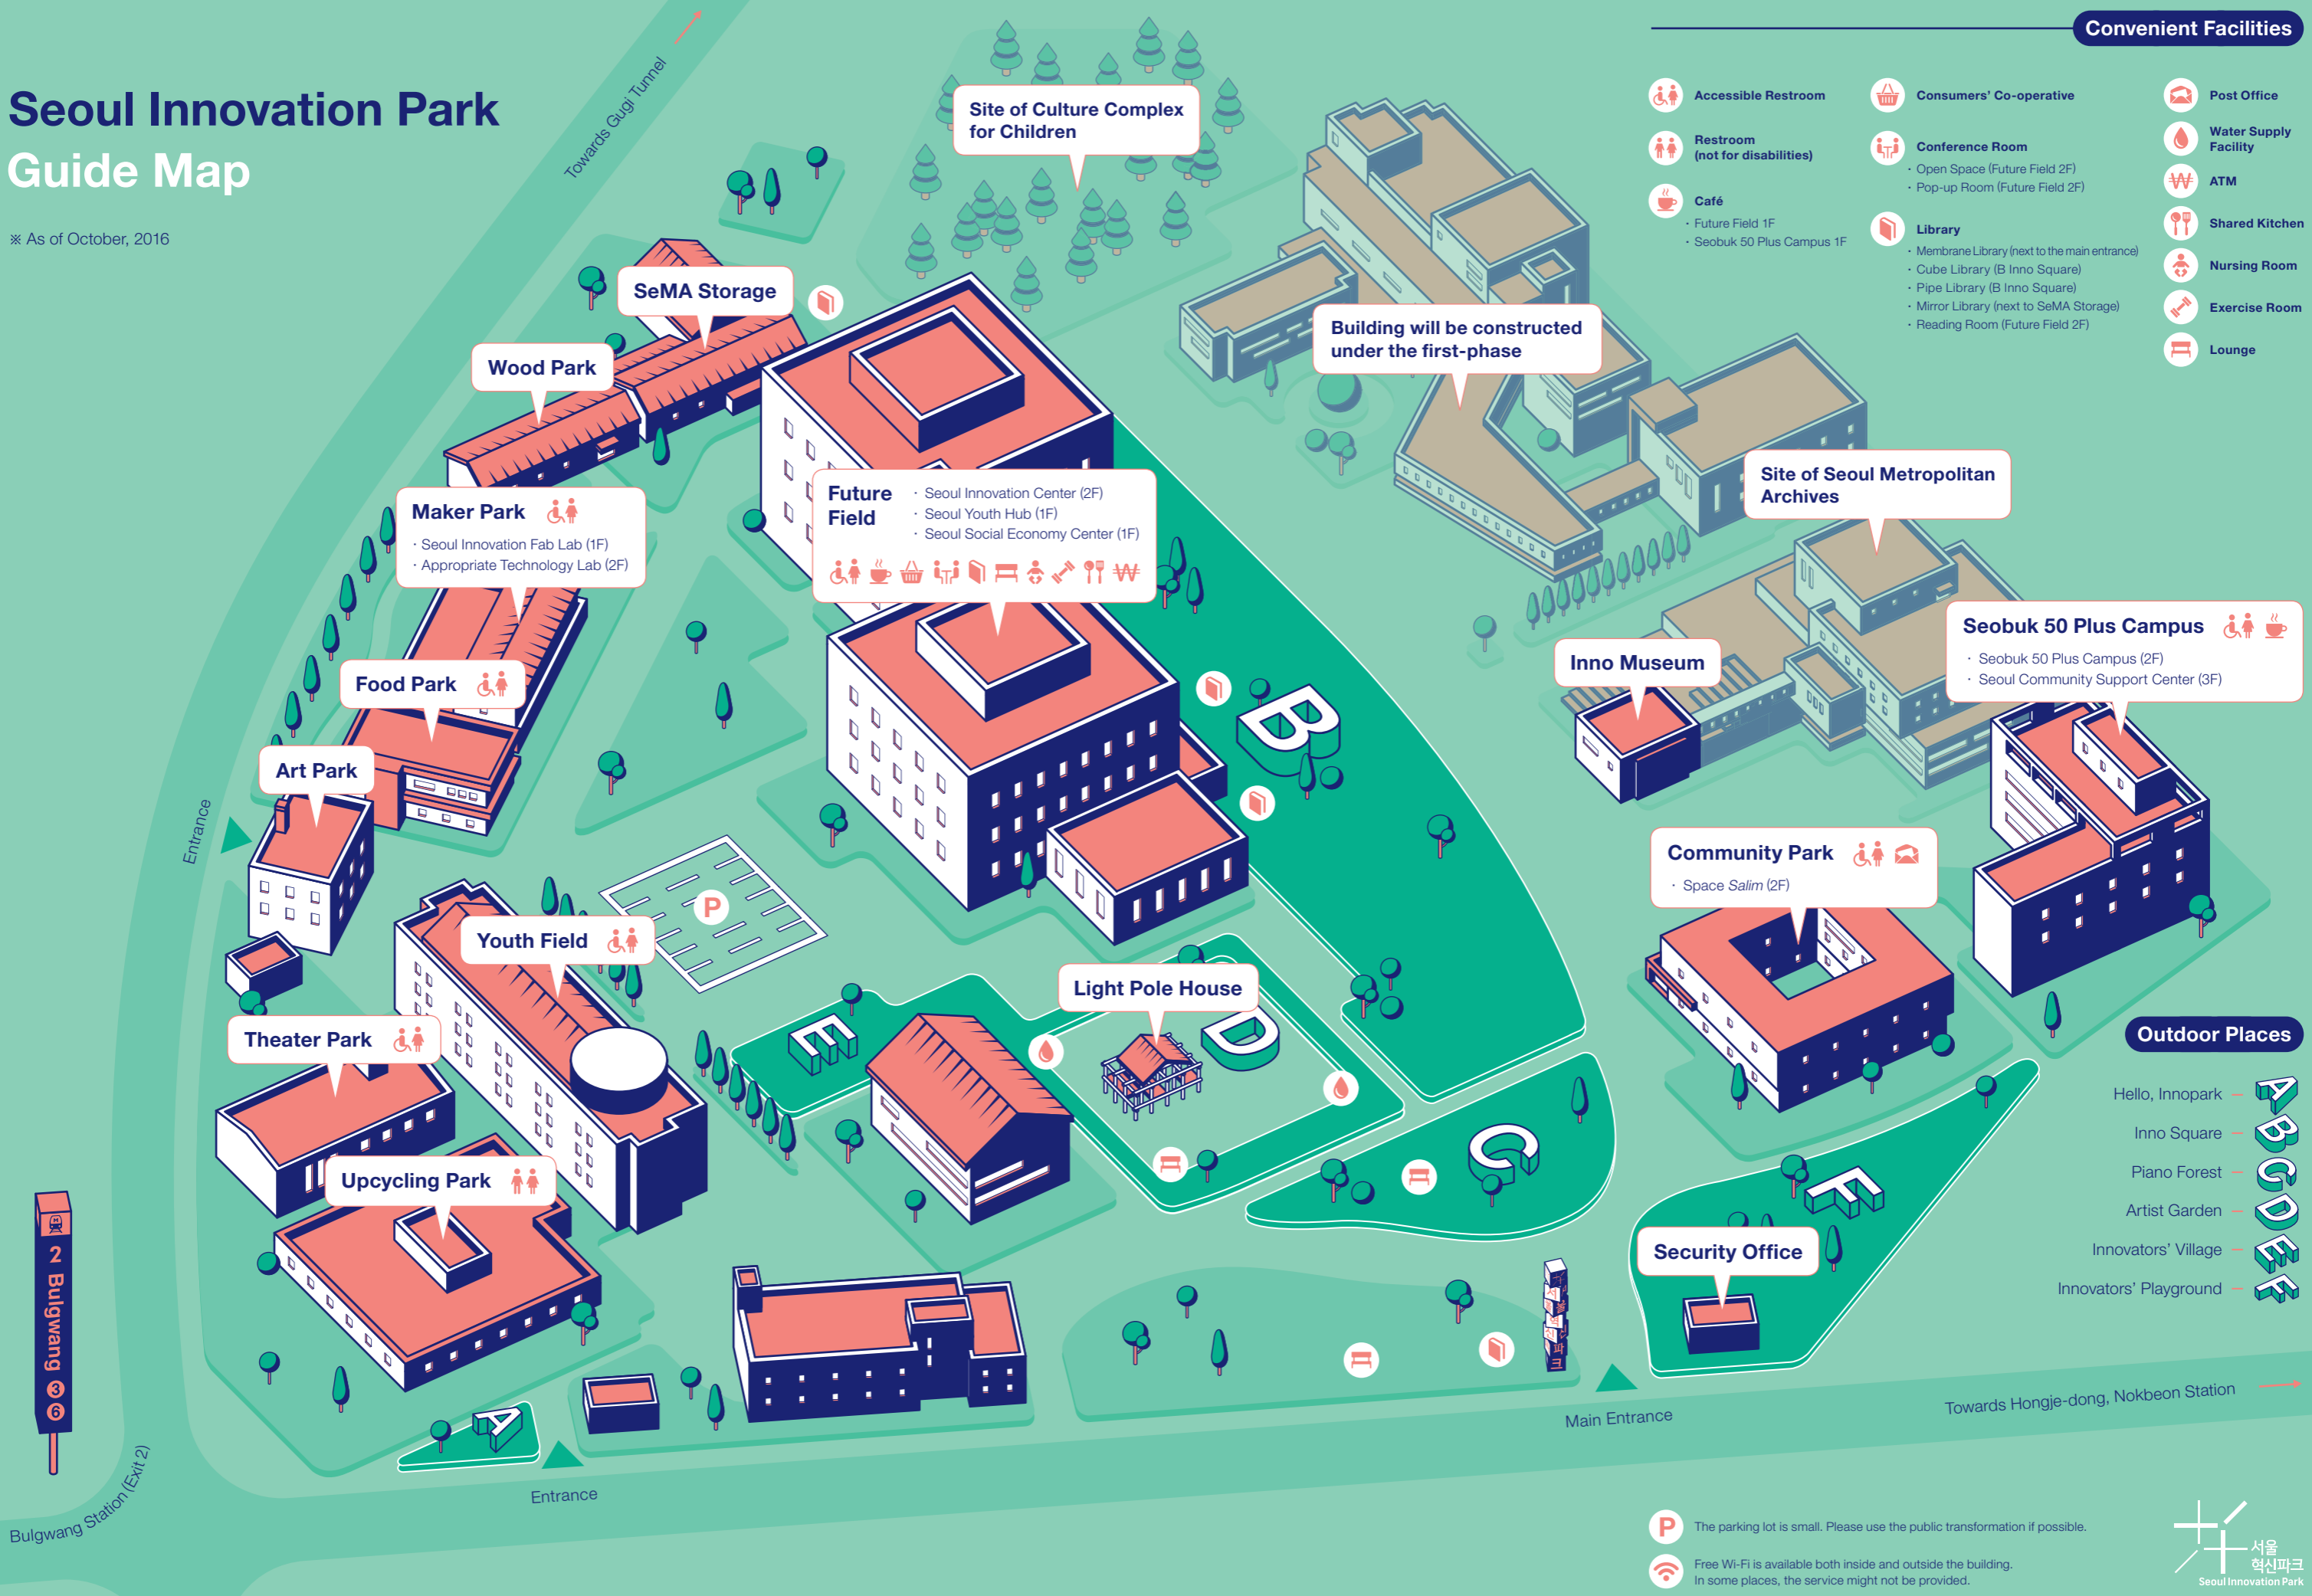 Seoul Innovation Park
Guide Map
※ As of October, 2016
Towards Gugi Tunnel
Site of Culture Complex
for Children
Convenient Facilities
Accessible Restroom
Restroom
(not for disabilities)
Café
· Future Field 1F
· Seobuk 50 Plus Campus 1F
Consumers' Co-operative
Conference Room
· Open Space (Future Field 2F)
· Pop-up Room (Future Field 2F)
Library
· Membrane Library (next to the main entrance)
· Cube Library (B Inno Square)
· Pipe Library (B Inno Square)
· Mirror Library (next to SeMA Storage)
· Reading Room (Future Field 2F)
Post Office
Water Supply
Facility
ATM
Shared Kitchen
Nursing Room
Exercise Room
Lounge
SeMA Storage
Wood Park
Building will be constructed
under the first-phase
Maker Park
· Seoul Innovation Fab Lab (1F)
· Appropriate Technology Lab (2F)
Future
Field
· Seoul Innovation Center (2F)
· Seoul Youth Hub (1F)
· Seoul Social Economy Center (1F)
Site of Seoul Metropolitan
Archives
Food Park
Inno Museum
Seobuk 50 Plus Campus
· Seobuk 50 Plus Campus (2F)
· Seoul Community Support Center (3F)
B
Art Park
Entrance
P
Community Park
· Space Salim (2F)
Youth Field
Light Pole House
Theater Park
E
D
C
F
Upcycling Park
Security Office
Outdoor Places
Hello, Innopark A
Inno Square B
Piano Forest C
Artist Garden D
Innovators' Village E
Innovators' Playground F
2 Bulgwang 3 6
Bulgwang Station (Exit 2)
A
Entrance
서울혁신파크
Main Entrance
Towards Hongje-dong, Nokbeon Station
P
The parking lot is small. Please use the public transformation if possible.
Free Wi-Fi is available both inside and outside the building.
In some places, the service might not be provided.
서울
혁신파크
Seoul Innovation Park